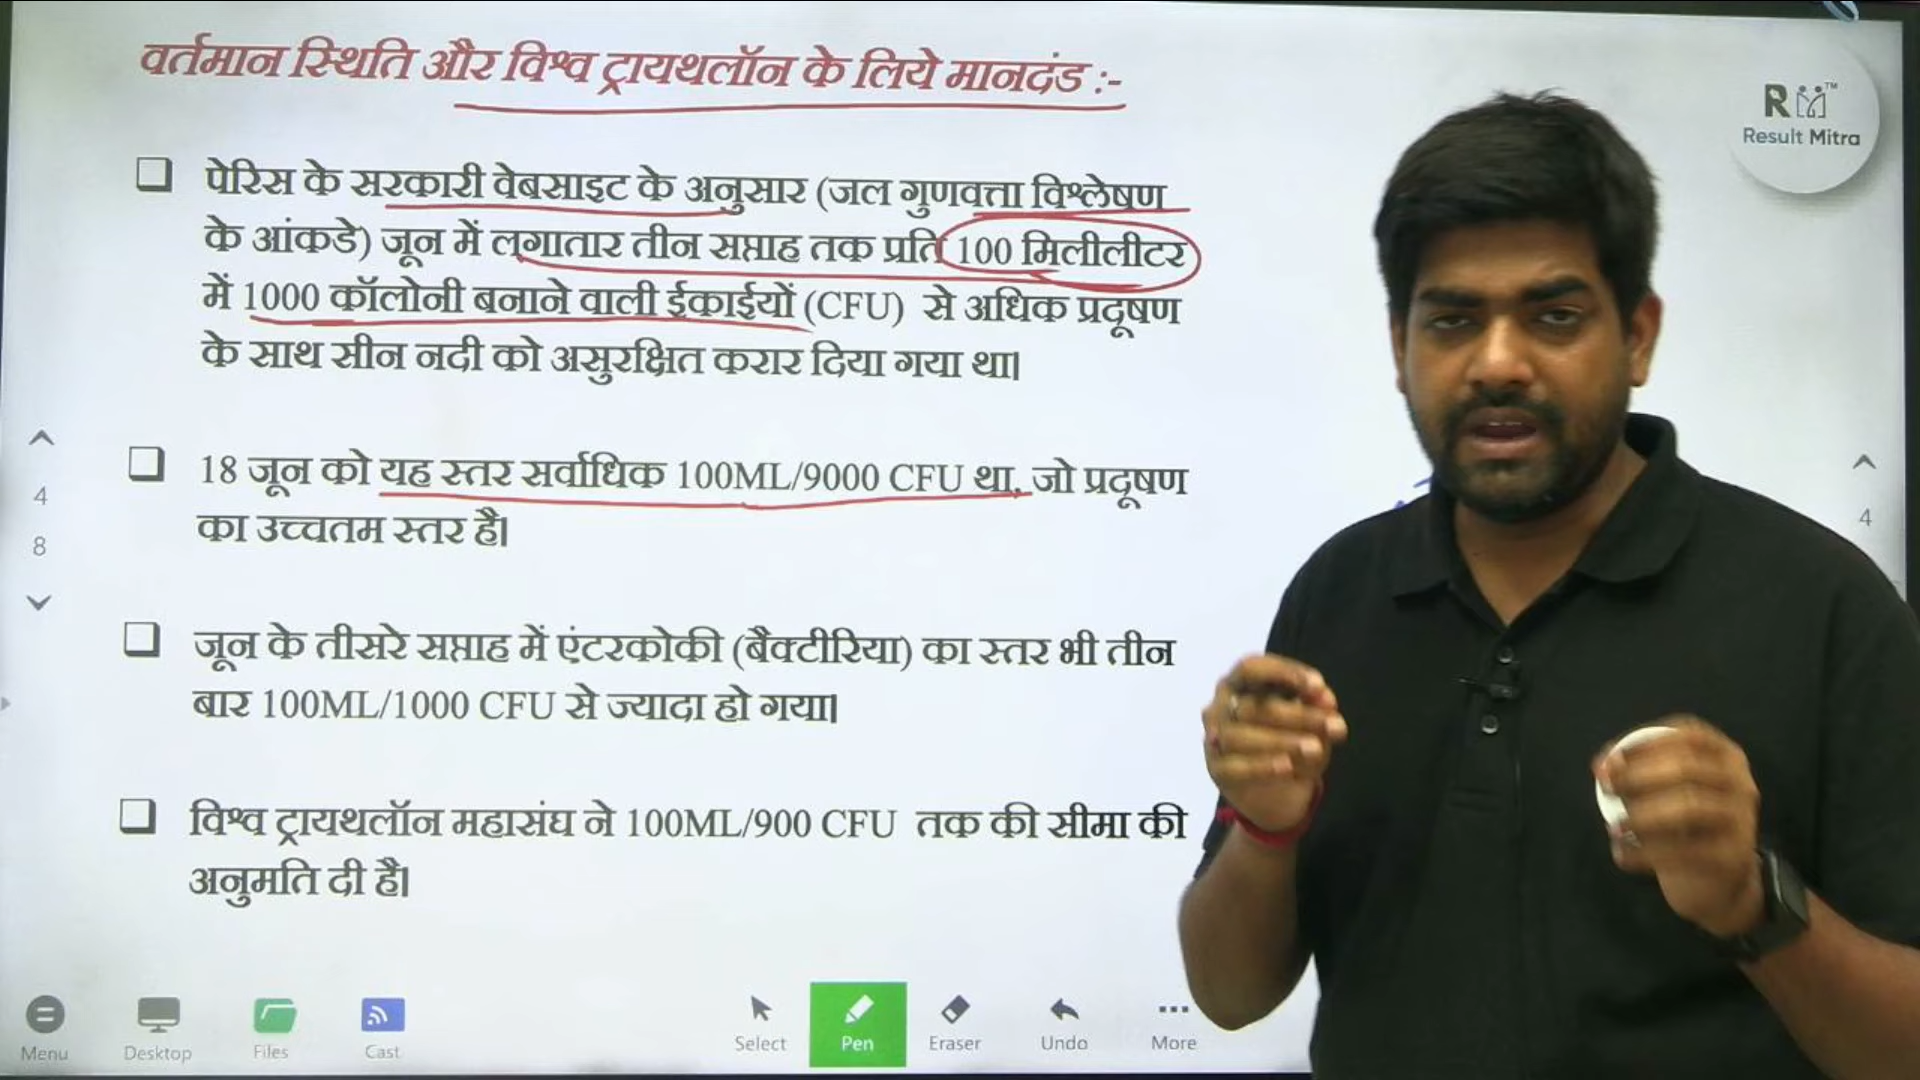 वर्तमान स्थिति और विश्व ट्रायथलॉन के लिये मानदंड :-
RM™
Result Mitra
पेरिस के सरकारी वेबसाइट के अनुसार (जल गुणवत्ता विश्लेषण
के आंकडे) जून में लगातार तीन सप्ताह तक प्रति 100 मिलीलीटर
में 1000 कॉलोनी बनाने वाली ईकाईयों (CFU) से अधिक प्रदूषण
के साथ सीन नदी को असुरक्षित करार दिया गया था।
18 जून को यह स्तर सर्वाधिक 100ML/9000 CFU था, जो प्रदूषण
का उच्चतम स्तर है।
जून के तीसरे सप्ताह में एंटरकोकी (बैक्टीरिया) का स्तर भी तीन
बार 100ML/1000 CFU से ज्यादा हो गया।
विश्व ट्रायथलॉन महासंघ ने 100ML/900 CFU तक की सीमा की
अनुमति दी है।
4
8
4
Menu Desktop Files Cast Select Pen Eraser Undo More